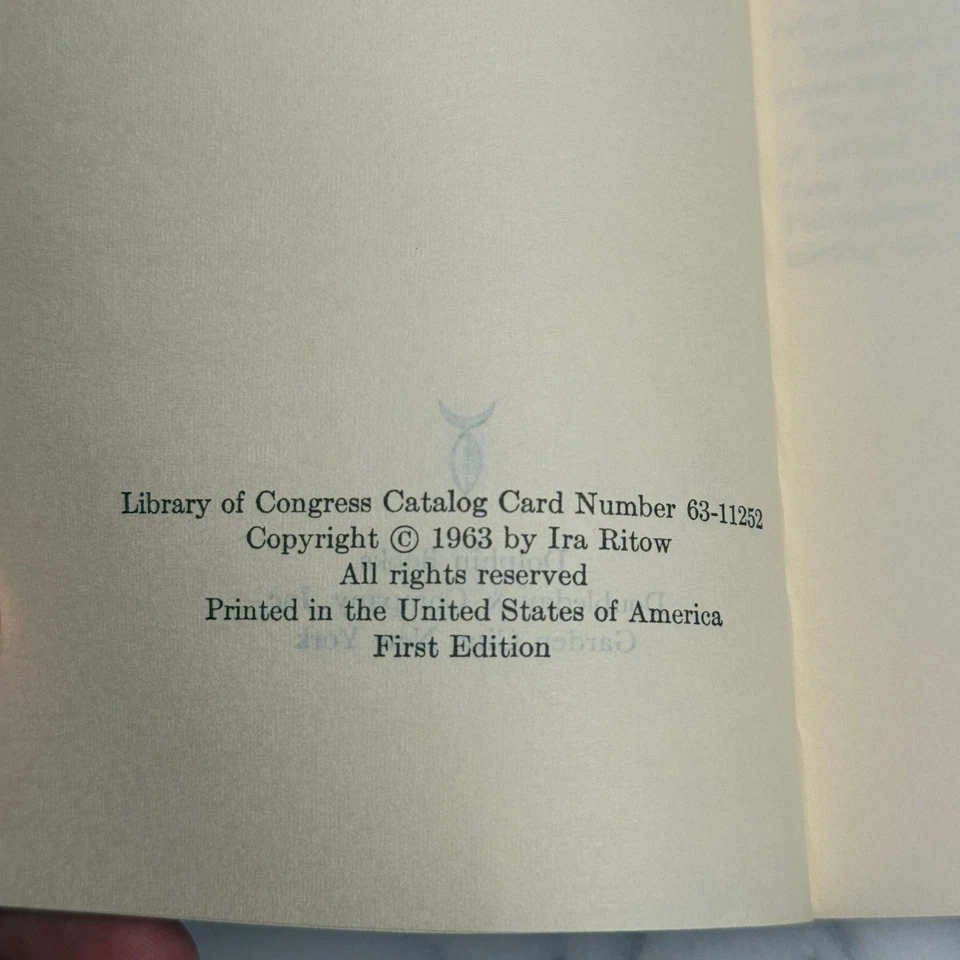 Library of Congress Catalog Card Number 63-11252
Copyright © 1963 by Ira Ritow
All rights reserved
Printed in the United States of America
First Edition